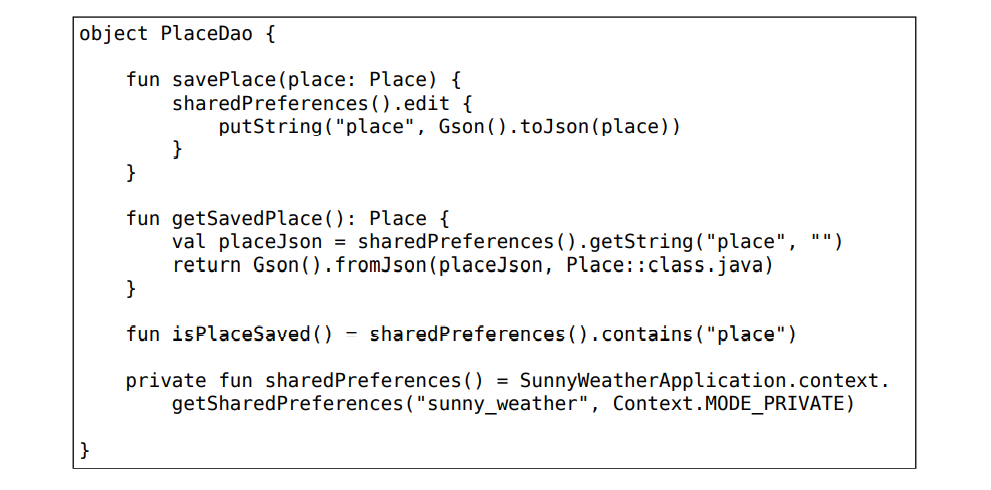 object PlaceDao {
    fun savePlace(place: Place) {
        sharedPreferences().edit {
            putString("place", Gson().toJson(place))
        }
    }
    fun getSavedPlace(): Place {
        val placeJson = sharedPreferences().getString("place", "")
        return Gson().fromJson(placeJson, Place::class.java)
    }
    fun isPlaceSaved() = sharedPreferences().contains("place")
    private fun sharedPreferences() = SunnyWeatherApplication.context.
        getSharedPreferences("sunny_weather", Context.MODE_PRIVATE)
}